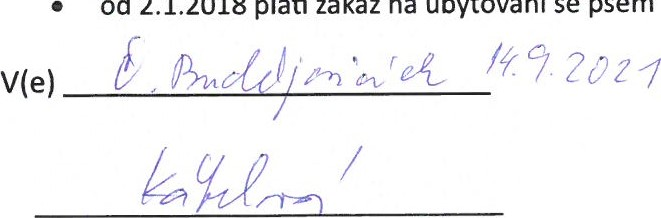 • od 2.1.2018 platí zákaz na ubytování se psem
V(e) Č. Budějovicích 14.9.2021